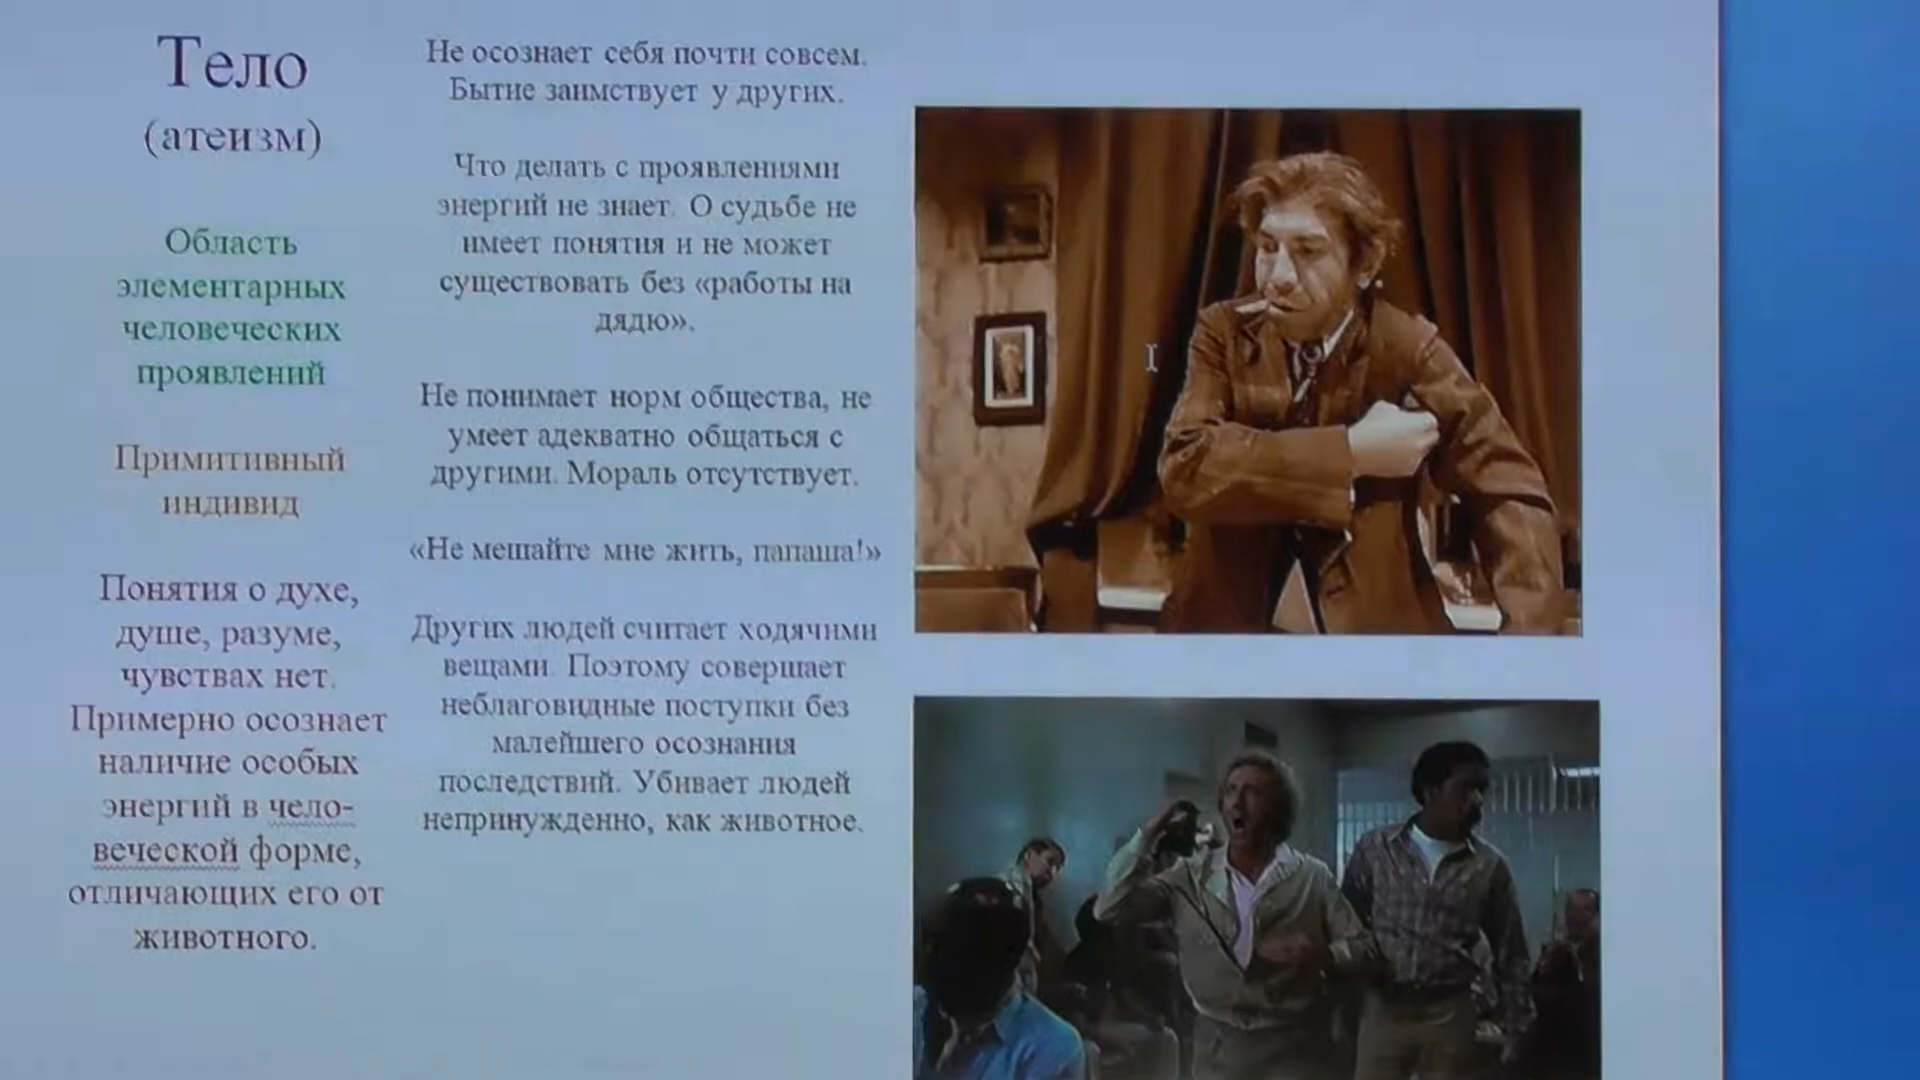 Тело
(атеизм)
Область
элементарных
человеческих
проявлений
Примитивный
индивид
Понятия о духе,
душе, разуме,
чувствах нет.
Примерно осознает
наличие особых
энергий в чело-
веческой форме,
отличающих его от
животного.
Не осознает себя почти совсем.
Бытие заимствует у других.
Что делать с проявлениями
энергий не знает. О судьбе не
имеет понятия и не может
существовать без «работы на
дядю».
Не понимает норм общества, не
умеет адекватно общаться с
другими. Мораль отсутствует.
«Не мешайте мне жить, папаша!»
Других людей считает ходячими
вещами. Поэтому совершает
неблаговидные поступки без
малейшего осознания
последствий. Убивает людей
непринужденно, как животное.